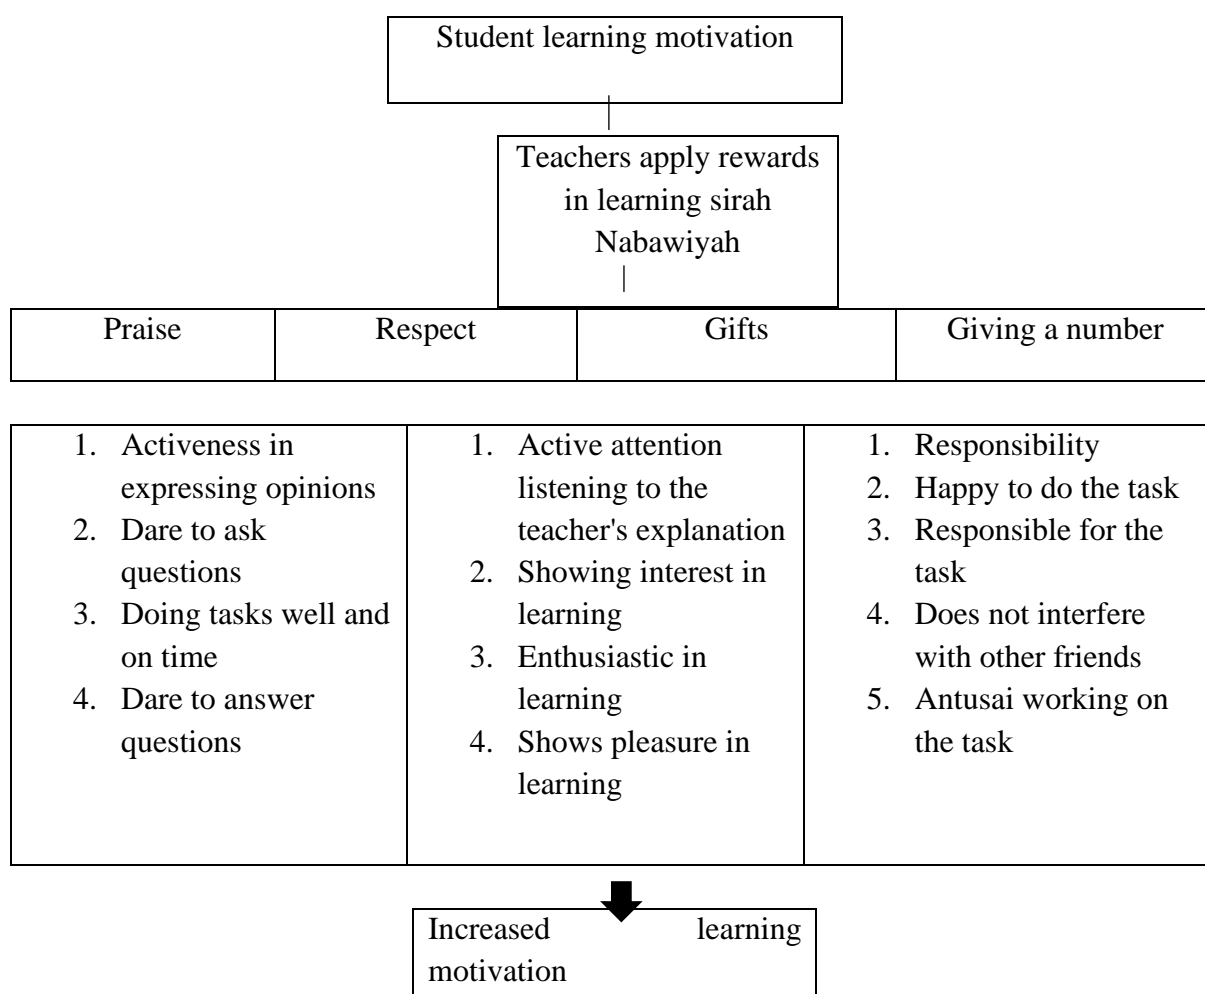 Student learning motivation
Teachers apply rewards
in learning sirah
Nabawiyah
Praise
Respect
Gifts
Giving a number
1. Activeness in
expressing opinions
2. Dare to ask
questions
3. Doing tasks well and
on time
4. Dare to answer
questions
1. Active attention
listening to the
teacher's explanation
2. Showing interest in
learning
3. Enthusiastic in
learning
4. Shows pleasure in
learning
1. Responsibility
2. Happy to do the task
3. Responsible for the
task
4. Does not interfere
with other friends
5. Antusai working on
the task
Increased learning
motivation